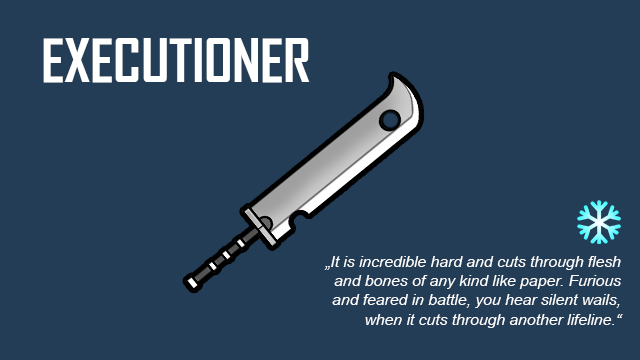 EXECUTIONER
„It is incredible hard and cuts through flesh
and bones of any kind like paper. Furious
and feared in battle, you hear silent wails,
when it cuts through another lifeline.“